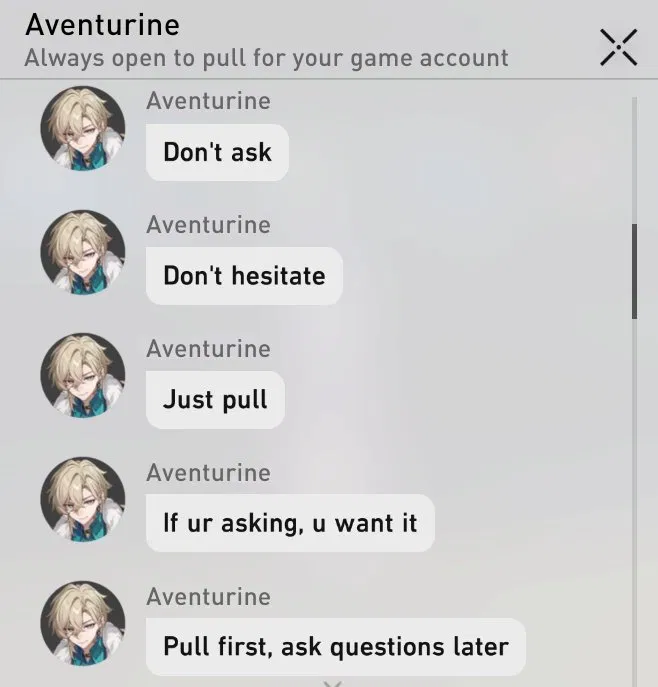 Aventurine
Always open to pull for your game account
Aventurine
Don't ask
Aventurine
Don't hesitate
Aventurine
Just pull
Aventurine
If ur asking, u want it
Aventurine
Pull first, ask questions later